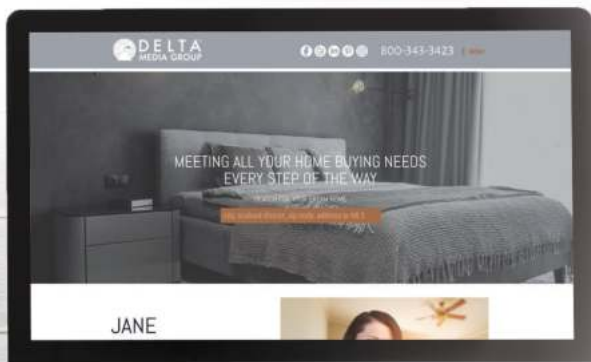 DELTA
MEDIA GROUP
800-343-3423
MEETING ALL YOUR HOME BUYING NEEDS
EVERY STEP OF THE WAY
JANE